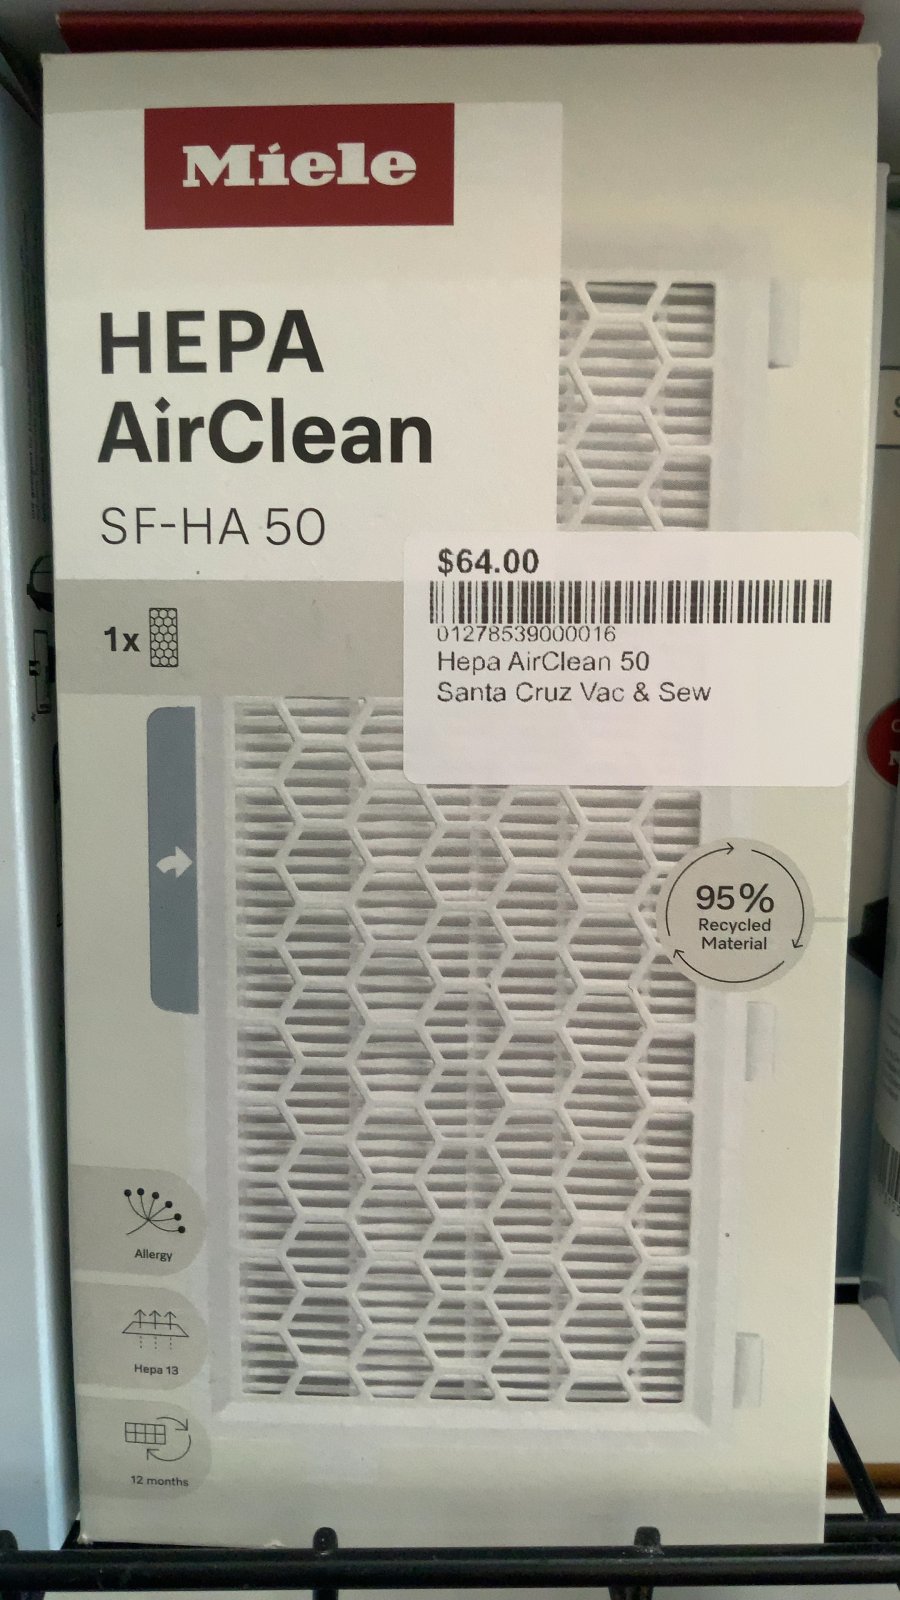 Miele
HEPA
AirClean
SF-HA 50
$64.00
01278539000016
Hepa AirClean 50
Santa Cruz Vac & Sew
1x
95%
Recycled
Material
Allergy
Hepa 13
12 months